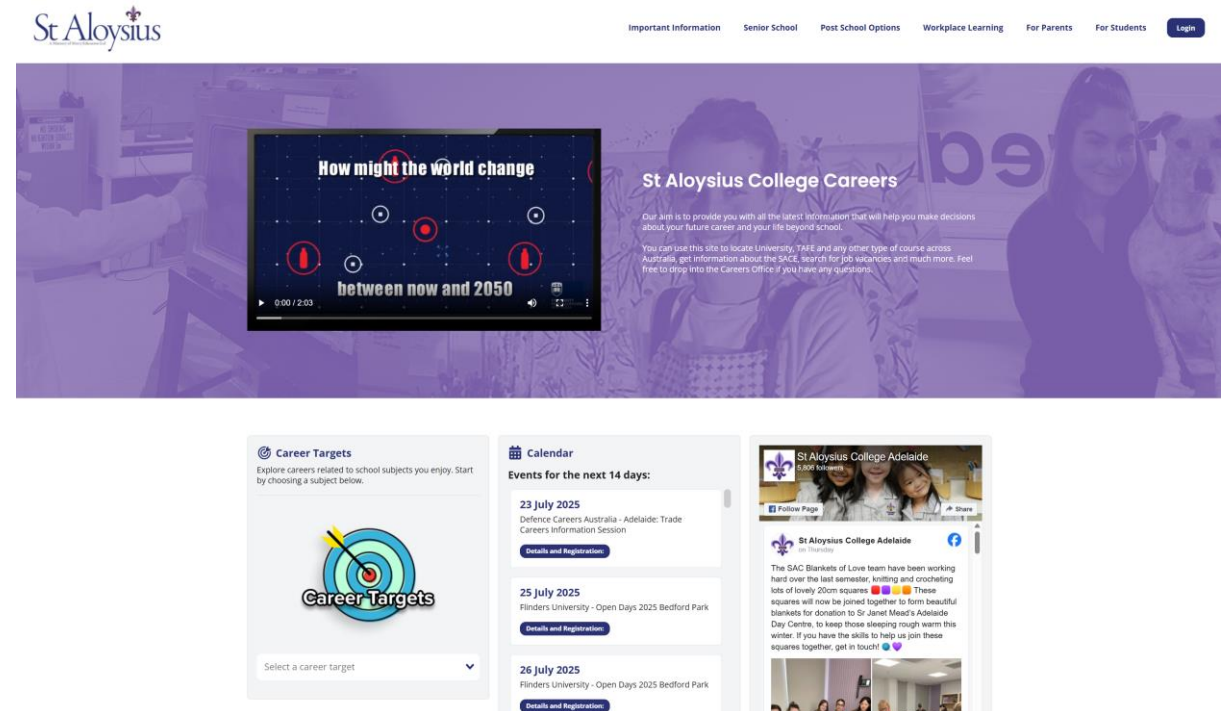 St Aloysius
Important Information
Senior School
Post School Options
Workplace Learning
For Parents
For Students
Login
How might the world change
between now and 2050
0:00 / 2:03
St Aloysius College Careers
Our aim is to provide you with all the latest information that will help you make decisions
about your future career and your life beyond school.
You can use this site to locate University, TAFE and any other type of course across
Australia, get information about the SACE, search for job vacancies and much more. Feel
free to drop into the Careers Office if you have any questions.
Career Targets
Explore careers related to school subjects you enjoy. Start
by choosing a subject below.
Career Targets
Select a career target
Calendar
Events for the next 14 days:
23 July 2025
Defence Careers Australia - Adelaide: Trade
Careers Information Session
Details and Registration:
25 July 2025
Flinders University - Open Days 2025 Bedford Park
Details and Registration:
26 July 2025
Flinders University - Open Days 2025 Bedford Park
Details and Registration:
St Aloysius College Adelaide
5,806 followers
Follow Page
Share
St Aloysius College Adelaide
on Thursday
The SAC Blankets of Love team have been working
hard over the last semester, knitting and crocheting
lots of lovely 20cm squares 🟥🟪🟨🟧 These
squares will now be joined together to form beautiful
blankets for donation to Sr Janet Mead's Adelaide
Day Centre, to keep those sleeping rough warm this
winter. If you have the skills to help us join these
squares together, get in touch! 🧶💜